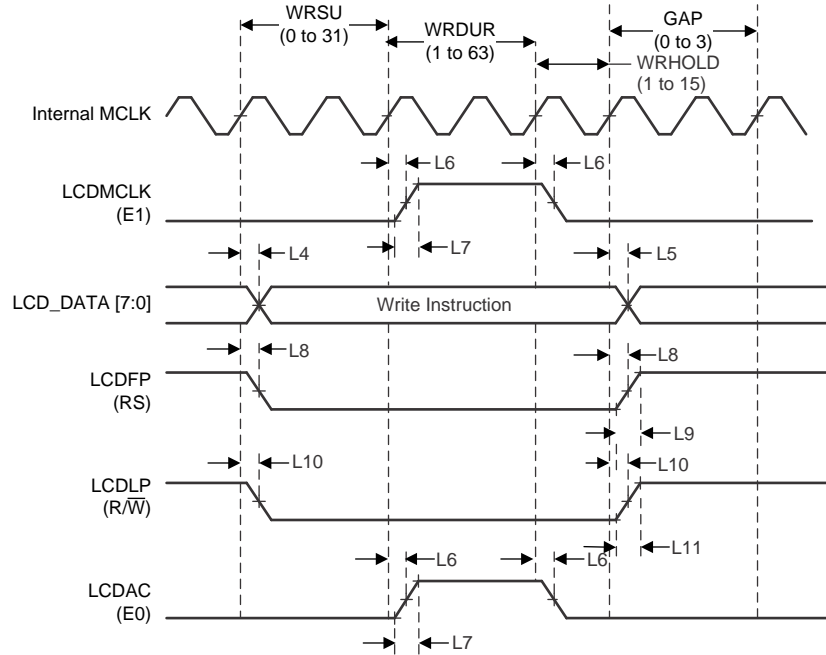 WRSU
(0 to 31)
WRDUR
(1 to 63)
GAP
(0 to 3)
WRHOLD
(1 to 15)
Internal MCLK
L6
L6
LCDMCLK
(E1)
L7
L4
L5
LCD_DATA [7:0]
Write Instruction
L8
L8
LCDFP
(RS)
L9
L10
L10
LCDLP
(R/W̅)
L11
L6
L6
LCDAC
(E0)
L7